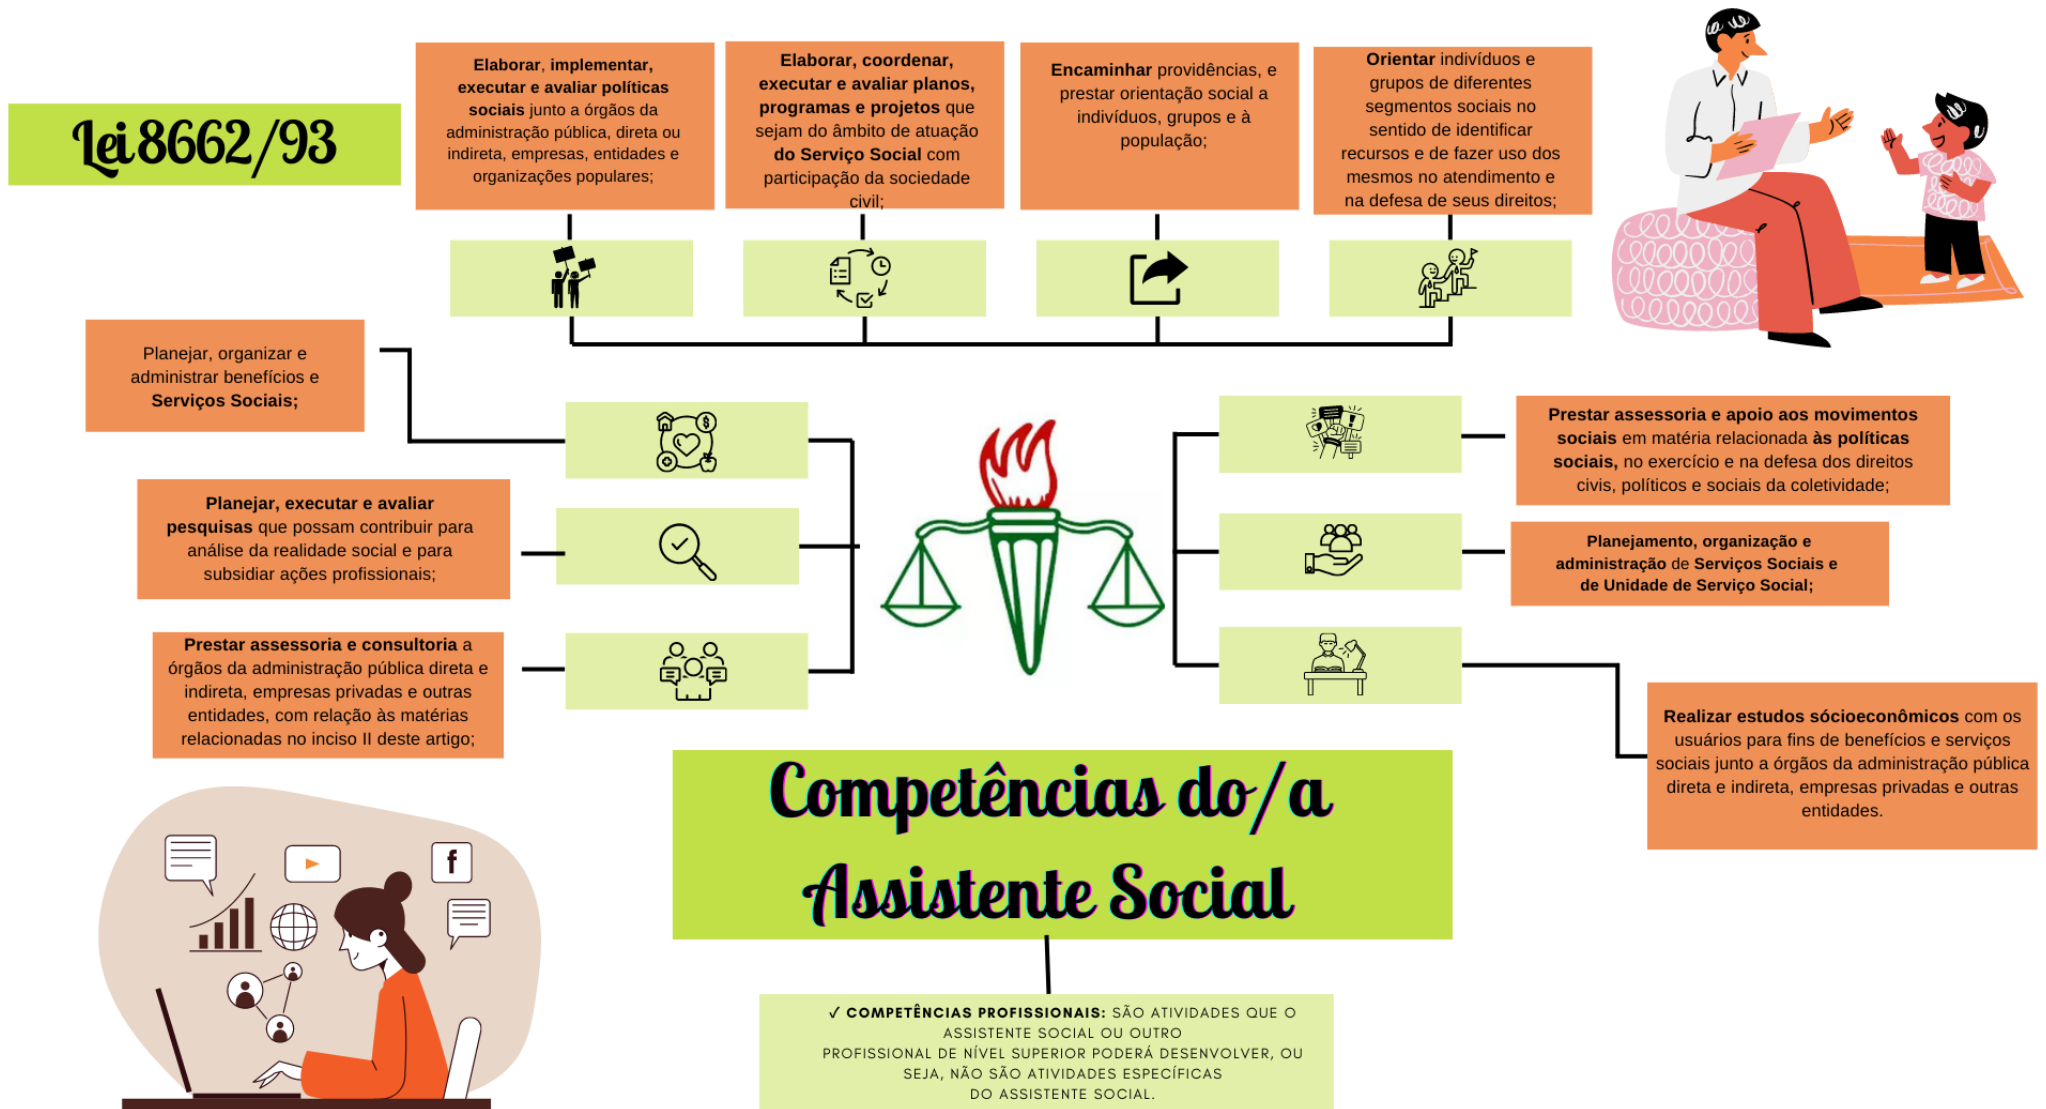 Lei 8662/93
Elaborar, implementar,
executar e avaliar políticas
sociais junto a órgãos da
administração pública, direta ou
indireta, empresas, entidades e
organizações populares;
Elaborar, coordenar,
executar e avaliar planos,
programas e projetos que
sejam do âmbito de atuação
do Serviço Social com
participação da sociedade
civil;
Encaminhar providências, e
prestar orientação social a
indivíduos, grupos e à
população;
Orientar indivíduos e
grupos de diferentes
segmentos sociais no
sentido de identificar
recursos e de fazer uso dos
mesmos no atendimento e
na defesa de seus direitos;
Planejar, organizar e
administrar benefícios e
Serviços Sociais;
Planejar, executar e avaliar
pesquisas que possam contribuir para
análise da realidade social e para
subsidiar ações profissionais;
Prestar assessoria e consultoria a
órgãos da administração pública direta e
indireta, empresas privadas e outras
entidades, com relação às matérias
relacionadas no inciso II deste artigo;
Prestar assessoria e apoio aos movimentos
sociais em matéria relacionada às políticas
sociais, no exercício e na defesa dos direitos
civis, políticos e sociais da coletividade;
Planejamento, organização e
administração de Serviços Sociais e
de Unidade de Serviço Social;
Realizar estudos sócioeconômicos com os
usuários para fins de benefícios e serviços
sociais junto a órgãos da administração pública
direta e indireta, empresas privadas e outras
entidades.
Competências do/a
Assistente Social
✓ COMPETÊNCIAS PROFISSIONAIS: SÃO ATIVIDADES QUE O
ASSISTENTE SOCIAL OU OUTRO
PROFISSIONAL DE NÍVEL SUPERIOR PODERÁ DESENVOLVER, OU
SEJA, NÃO SÃO ATIVIDADES ESPECÍFICAS
DO ASSISTENTE SOCIAL.
f